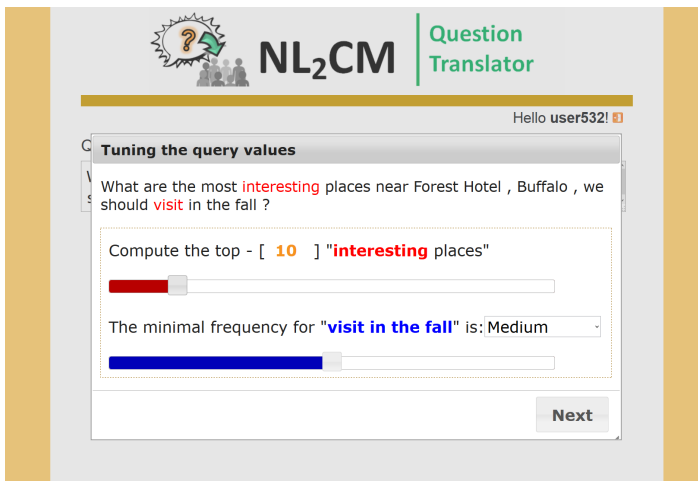 ?
NL2CM
Question
Translator
Hello user532!
Q
Tuning the query values
What are the most interesting places near Forest Hotel , Buffalo , we
should visit in the fall ?
Compute the top - [ 10 ] "interesting places"
The minimal frequency for "visit in the fall" is: Medium
Next